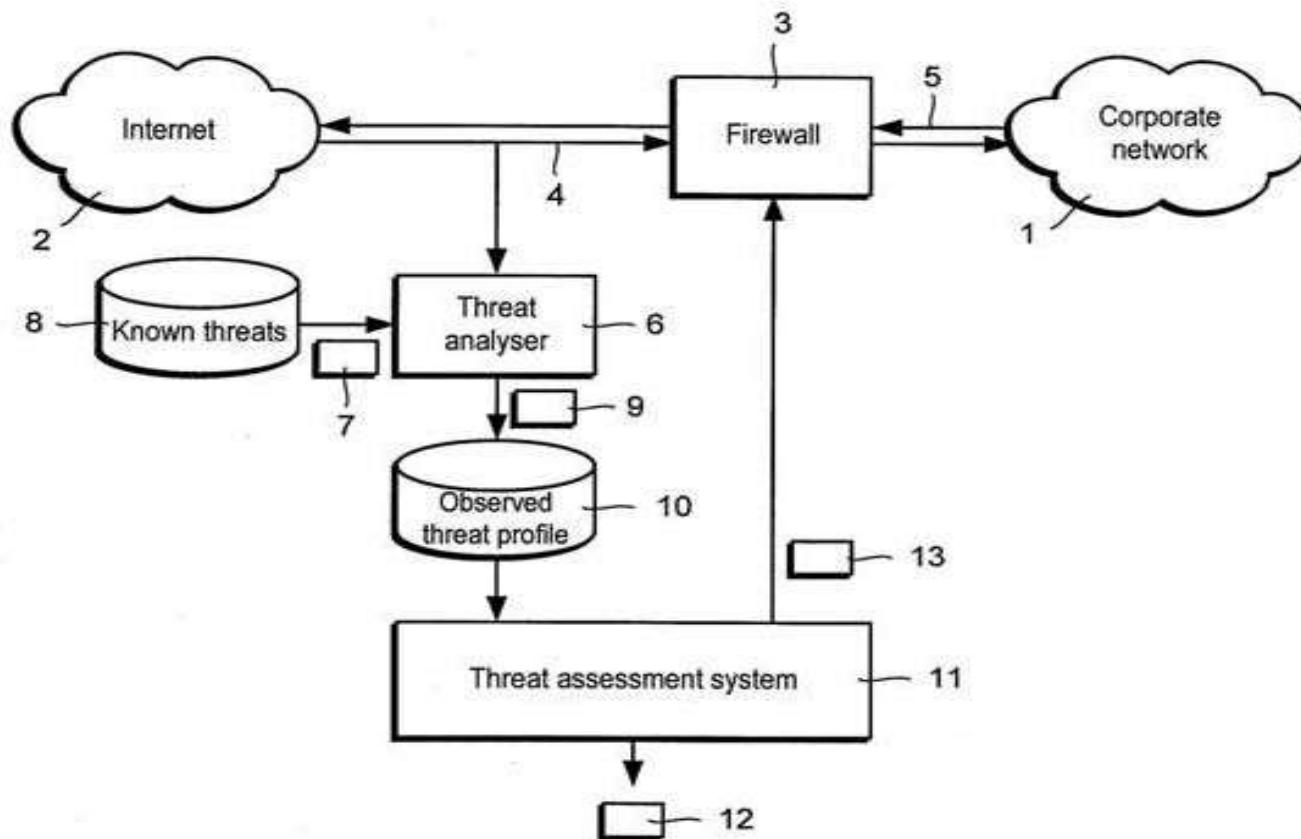 3
5
Internet
Firewall
Corporate
network
4
2
1
8
Known threats
Threat
analyser
6
7
9
Observed
threat profile
10
13
Threat assessment system
11
12